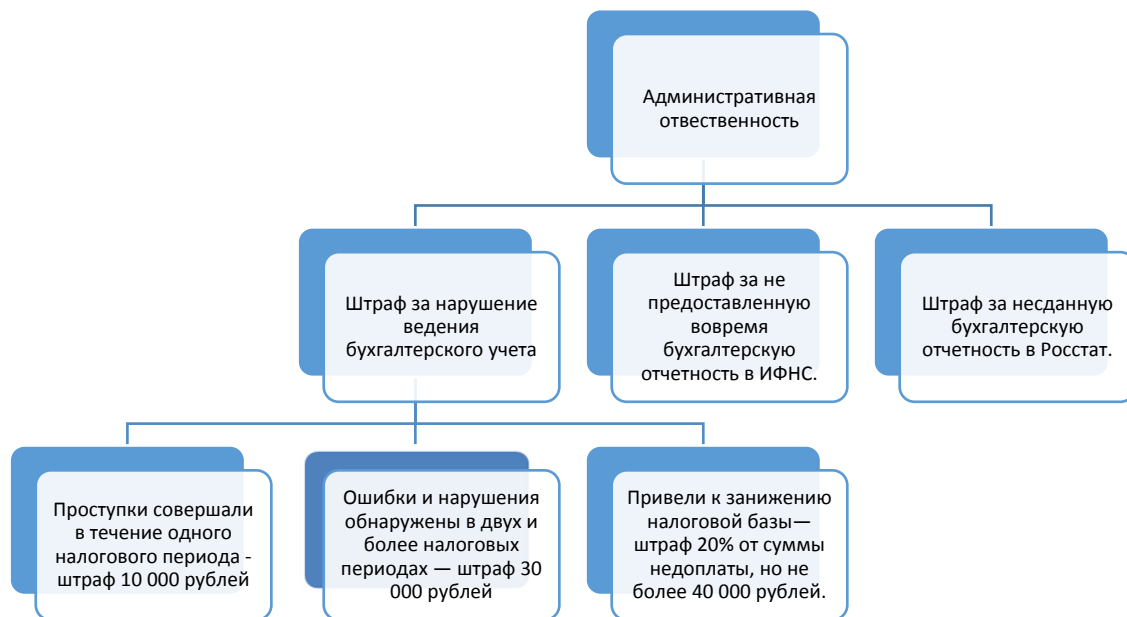 Административная
отвественность
Штраф за нарушение
ведения
бухгалтерского учета
Штраф за не
предоставленную
вовремя
бухгалтерскую
отчетность в ИФНС.
Штраф за несданную
бухгалтерскую
отчетность в Росстат.
Проступки совершали
в течение одного
налогового периода -
штраф 10 000 рублей
Ошибки и нарушения
обнаружены в двух и
более налоговых
периодах — штраф 30
000 рублей
Привели к занижению
налоговой базы—
штраф 20% от суммы
недоплаты, но не
более 40 000 рублей.